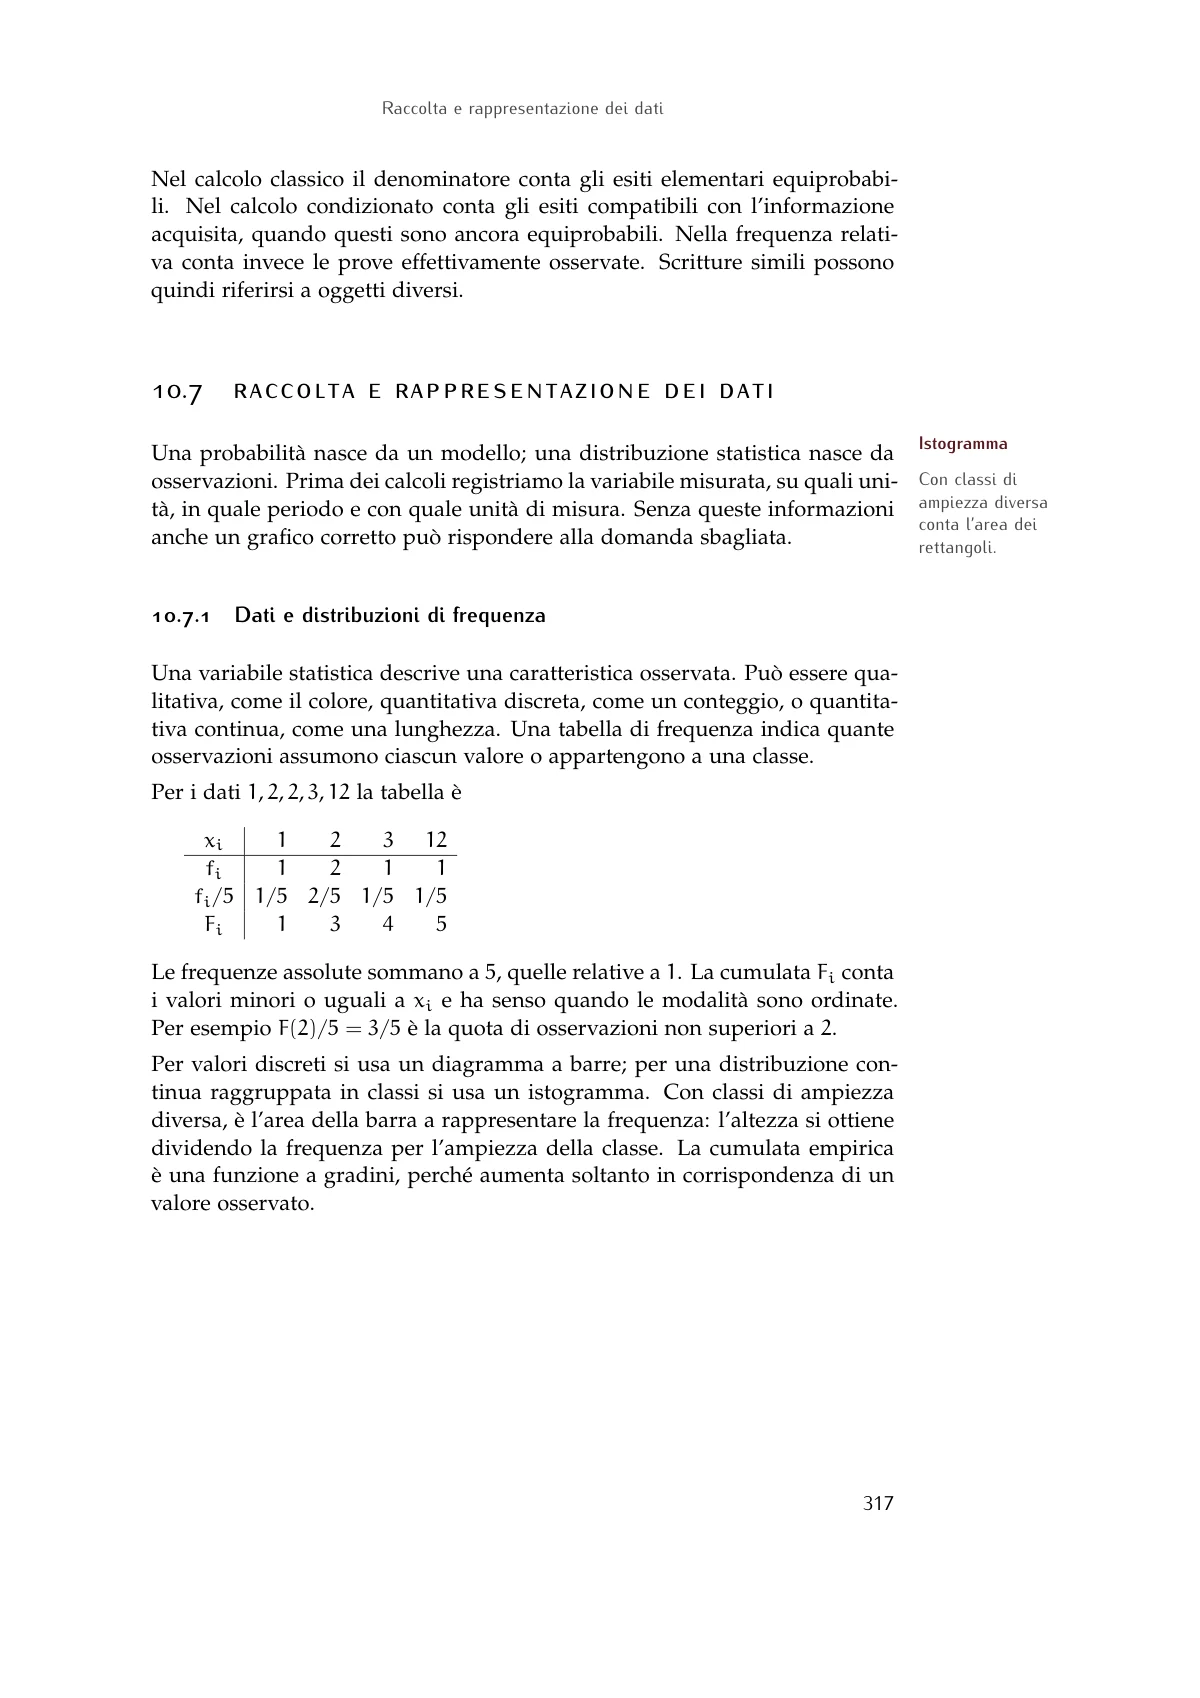 Raccolta e rappresentazione dei dati
Nel calcolo classico il denominatore conta gli esiti elementari equiprobabi-
li. Nel calcolo condizionato conta gli esiti compatibili con l'informazione
acquisita, quando questi sono ancora equiprobabili. Nella frequenza relati-
va conta invece le prove effettivamente osservate. Scritture simili possono
quindi riferirsi a oggetti diversi.
10.7 RACCOLTA E RAPPRESENTAZIONE DEI DATI
Una probabilità nasce da un modello; una distribuzione statistica nasce da
osservazioni. Prima dei calcoli registriamo la variabile misurata, su quali uni-
tà, in quale periodo e con quale unità di misura. Senza queste informazioni
anche un grafico corretto può rispondere alla domanda sbagliata.
Istogramma
Con classi di
ampiezza diversa
conta l'area dei
rettangoli.
10.7.1 Dati e distribuzioni di frequenza
Una variabile statistica descrive una caratteristica osservata. Può essere qua-
litativa, come il colore, quantitativa discreta, come un conteggio, o quantita-
tiva continua, come una lunghezza. Una tabella di frequenza indica quante
osservazioni assumono ciascun valore o appartengono a una classe.
Per i dati 1, 2, 2, 3, 12 la tabella è
xᵢ 1 2 3 12
fᵢ 1 2 1 1
fᵢ/5 1/5 2/5 1/5 1/5
Fᵢ 1 3 4 5
Le frequenze assolute sommano a 5, quelle relative a 1. La cumulata Fᵢ conta
i valori minori o uguali a xᵢ e ha senso quando le modalità sono ordinate.
Per esempio F(2)/5 = 3/5 è la quota di osservazioni non superiori a 2.
Per valori discreti si usa un diagramma a barre; per una distribuzione con-
tinua raggruppata in classi si usa un istogramma. Con classi di ampiezza
diversa, è l'area della barra a rappresentare la frequenza: l'altezza si ottiene
dividendo la frequenza per l'ampiezza della classe. La cumulata empirica
è una funzione a gradini, perché aumenta soltanto in corrispondenza di un
valore osservato.
317